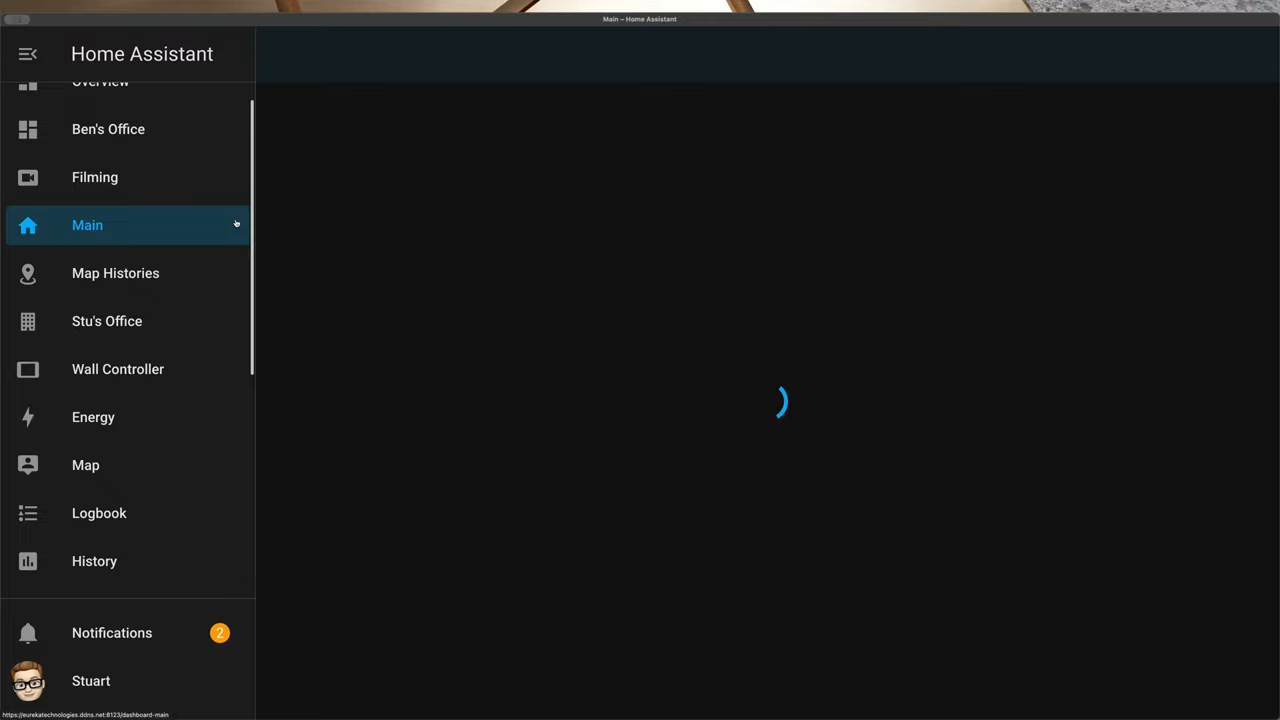 Main – Home Assistant
Home Assistant
Overview
Ben's Office
Filming
Main
Map Histories
Stu's Office
Wall Controller
Energy
Map
Logbook
History
Notifications 2
Stuart
https://eurekatechnologies.ddns.net:8123/dashboard-main